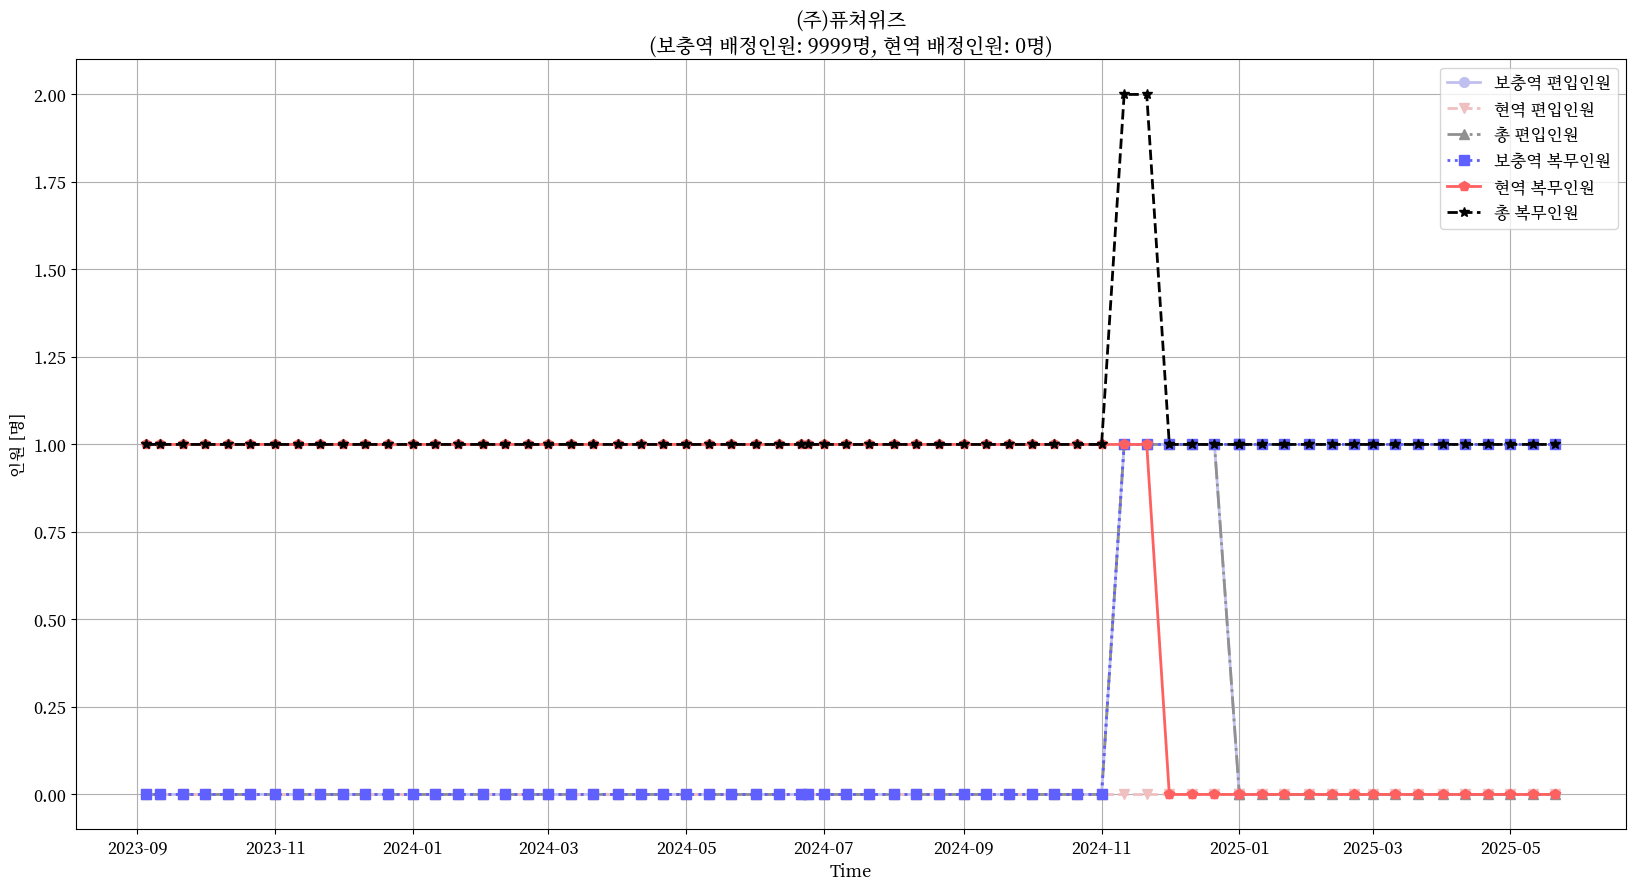 (주)퓨쳐위즈
(보충역 배정인원: 9999명, 현역 배정인원: 0명)
보충역 편입인원
현역 편입인원
총 편입인원
보충역 복무인원
현역 복무인원
총 복무인원
2.00
1.75
1.50
1.25
1.00
0.75
0.50
0.25
0.00
인원 [명]
2023-09 2023-11 2024-01 2024-03 2024-05 2024-07 2024-09 2024-11 2025-01 2025-03 2025-05
Time